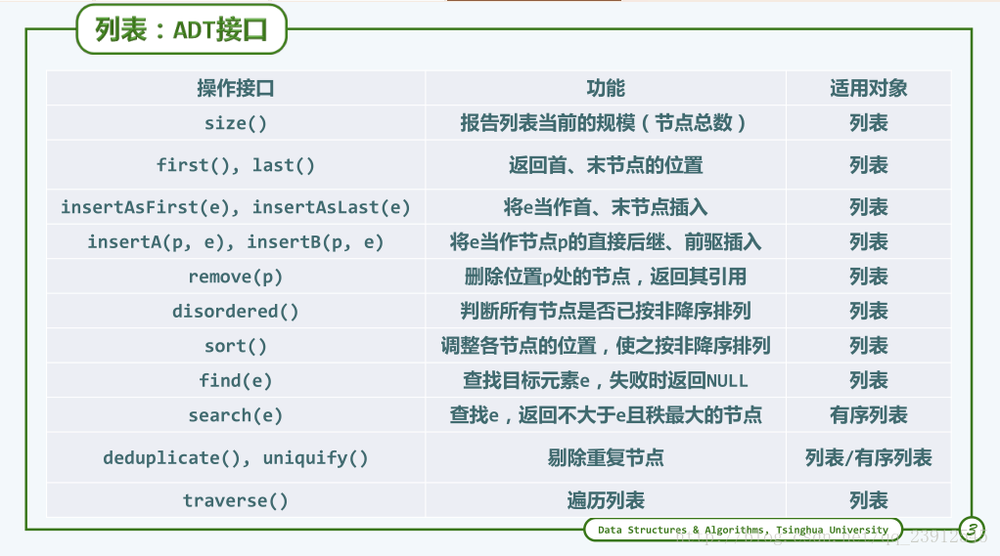 列表：ADT接口
操作接口 功能 适用对象
size() 报告列表当前的规模（节点总数） 列表
first(), last() 返回首、末节点的位置 列表
insertAsFirst(e), insertAsLast(e) 将e当作首、末节点插入 列表
insertA(p, e), insertB(p, e) 将e当作节点p的直接后继、前驱插入 列表
remove(p) 删除位置p处的节点，返回其引用 列表
disordered() 判断所有节点是否已按非降序排列 列表
sort() 调整各节点的位置，使之按非降序排列 列表
find(e) 查找目标元素e，失败时返回NULL 列表
search(e) 查找e，返回不大于e且秩最大的节点 有序列表
deduplicate(), uniquify() 剔除重复节点 列表/有序列表
traverse() 遍历列表 列表
Data Structures & Algorithms, Tsinghua University
3